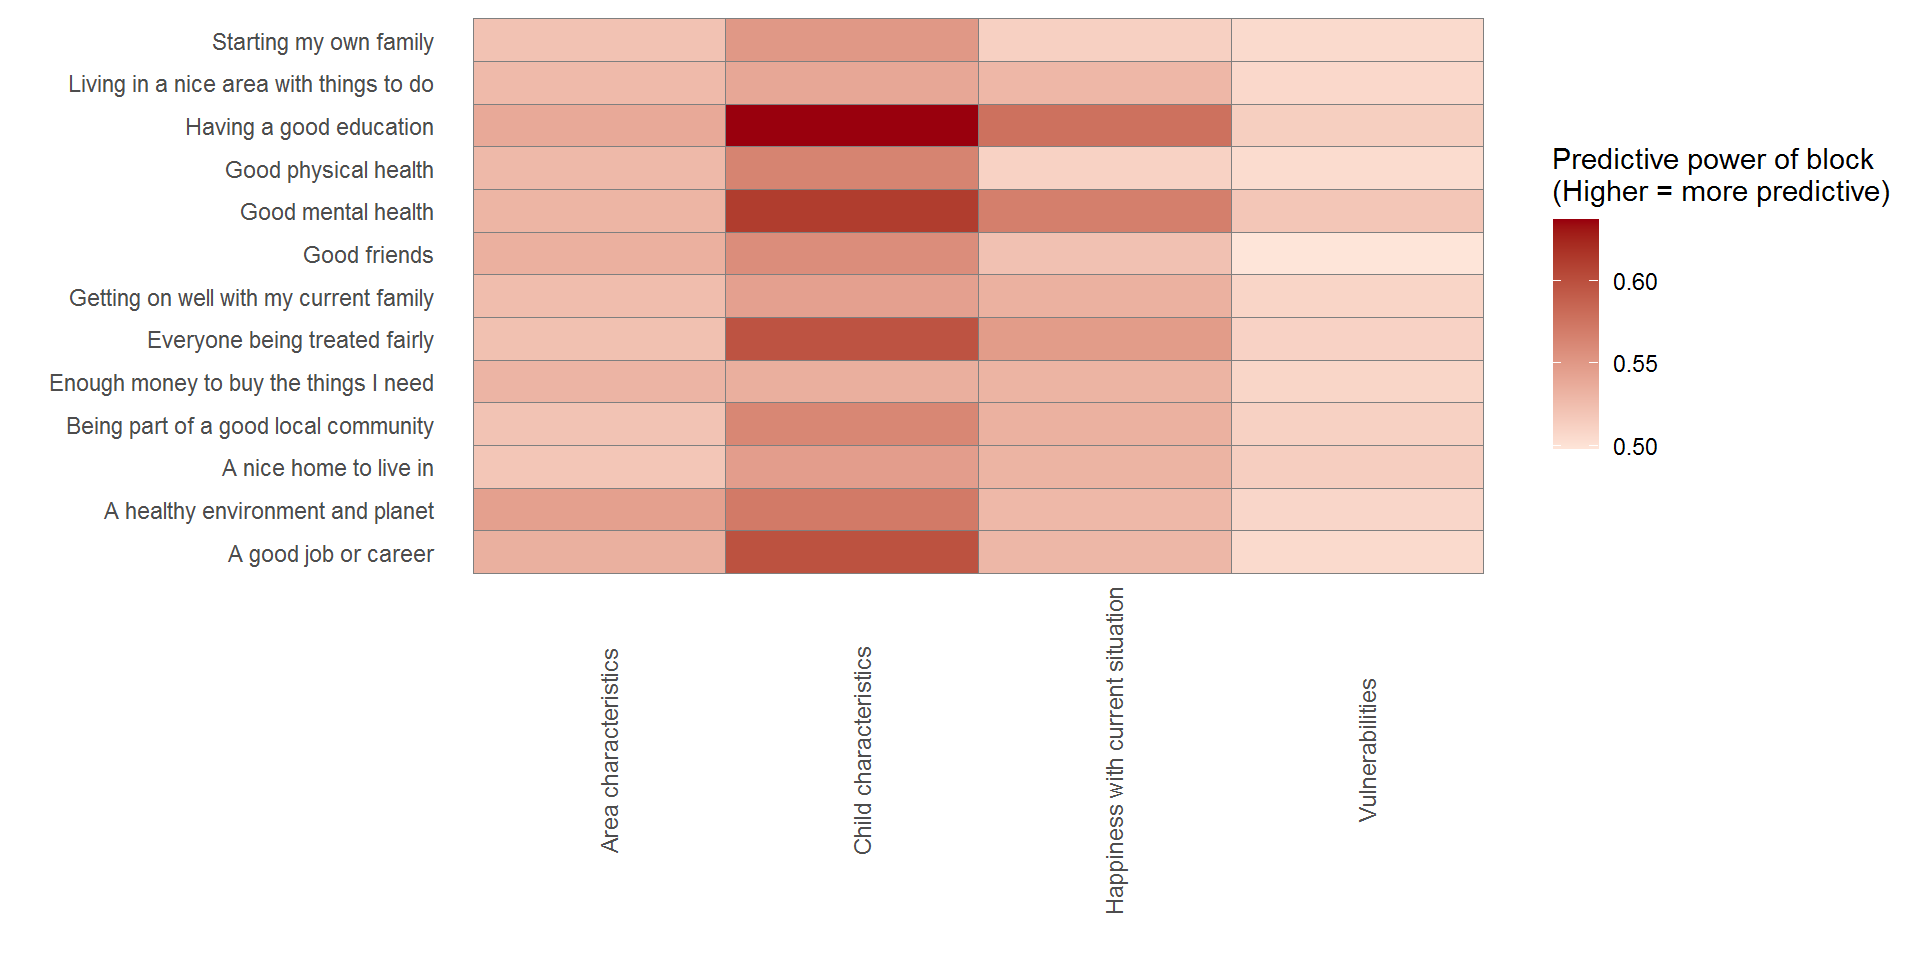 Starting my own family
Living in a nice area with things to do
Having a good education
Good physical health
Good mental health
Good friends
Getting on well with my current family
Everyone being treated fairly
Enough money to buy the things I need
Being part of a good local community
A nice home to live in
A healthy environment and planet
A good job or career
Area characteristics
Child characteristics
Happiness with current situation
Vulnerabilities
Predictive power of block
(Higher = more predictive)
0.60
0.55
0.50